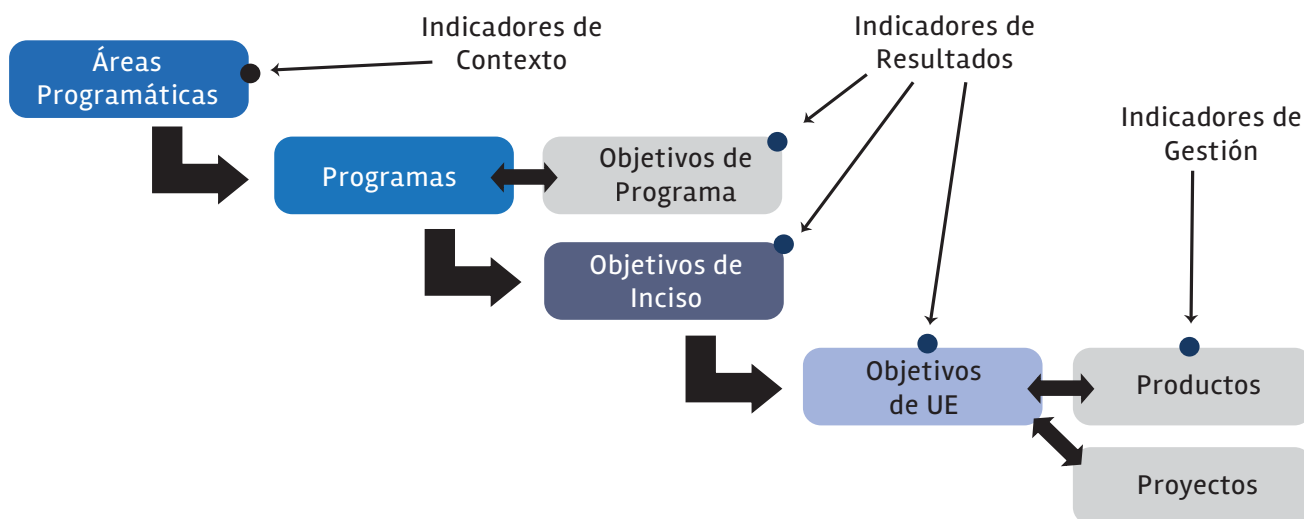 Indicadores de
Contexto
Indicadores de
Resultados
Áreas
Programáticas
Indicadores de
Gestión
Programas
Objetivos de
Programa
Objetivos de
Inciso
Objetivos
de UE
Productos
Proyectos